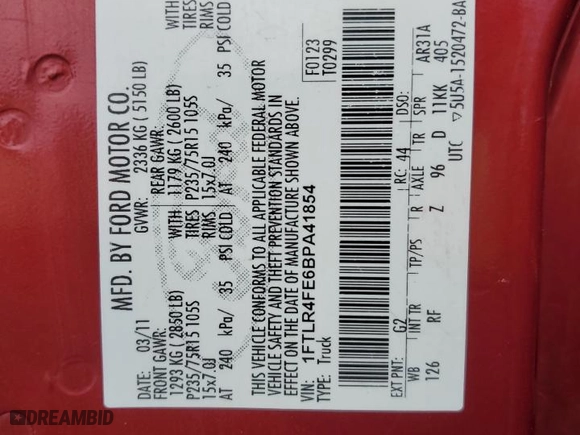 MFD. BY FORD MOTOR CO.
DATE: 03/11
GVWR: 2336 KG ( 5150 LB)
FRONT GAWR: REAR GAWR:
1293 KG ( 2850 LB) WITH 1179 KG ( 2600 LB) WITH
P235/75R15 105S TIRES P235/75R15 105S TIRES
15x7.0J RIMS 15x7.0J RIMS
AT 240 kPa/ 35 PSI COLD AT 240 kPa/ 35 PSI COLD
THIS VEHICLE CONFORMS TO ALL APPLICABLE FEDERAL MOTOR
VEHICLE SAFETY AND THEFT PREVENTION STANDARDS IN
EFFECT ON THE DATE OF MANUFACTURE SHOWN ABOVE.
VIN: 1FTLR4FE6BPA41854 F0123
TYPE: Truck T0299
EXT PNT: G2 RC: 44 DSO:
WB INT TR TP/PS R AXLE TR SPR AR31A
126 RF Z 96 D 11KK 405
UTC ▽5U5A-1520472-BA
DREAMBID